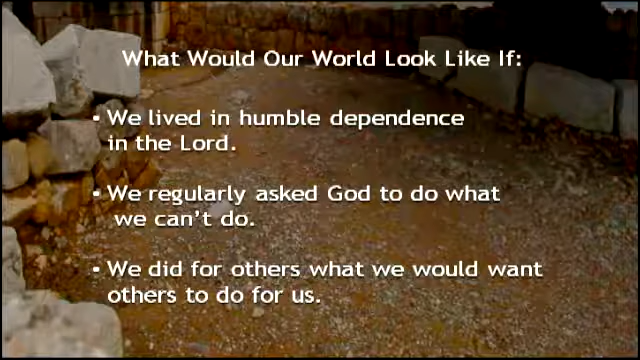 What Would Our World Look Like If:
• We lived in humble dependence
in the Lord.
• We regularly asked God to do what
we can't do.
• We did for others what we would want
others to do for us.